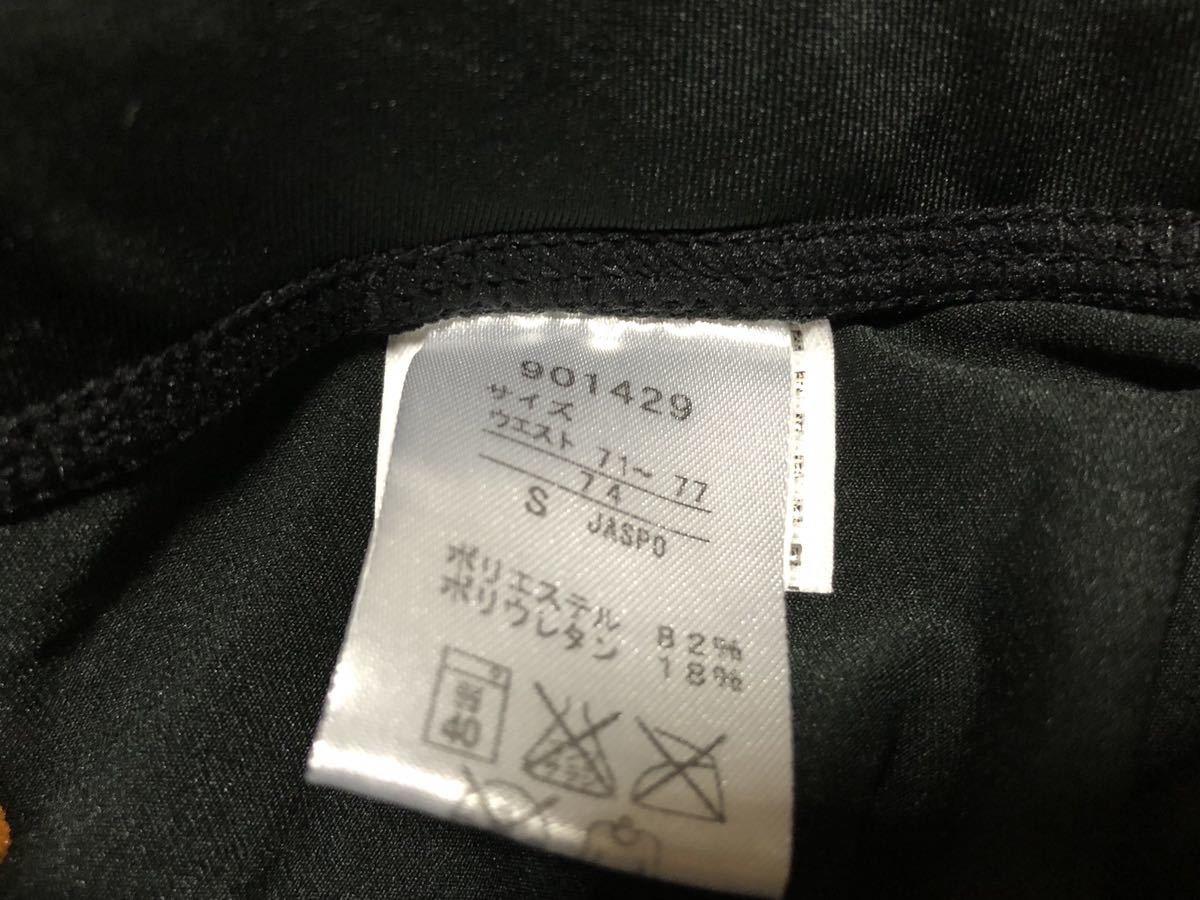 901429
サイズ
ウエスト 71～77
74
S JASPO
ポリエステル 82%
ポリウレタン 18%
40